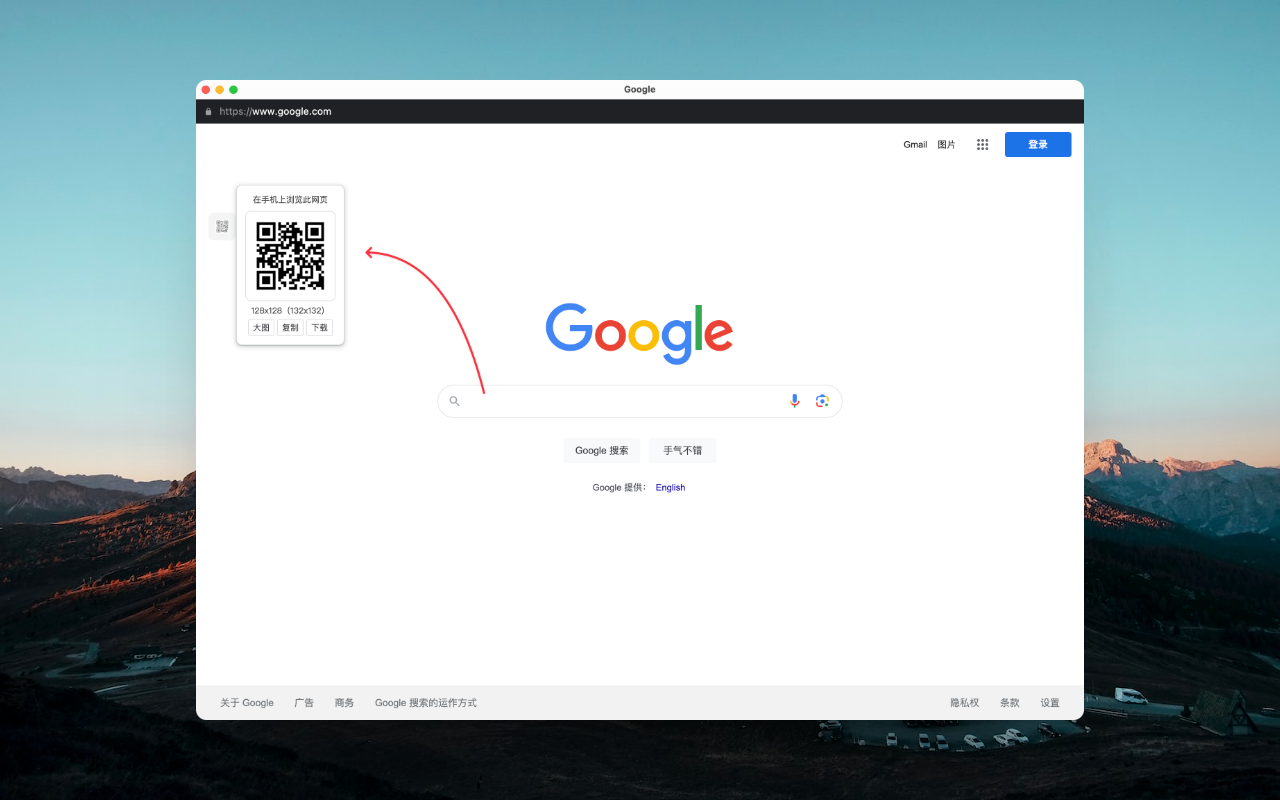 Google
https://www.google.com
Gmail 图片 登录
在手机上浏览此网页
128x128（132x132）
大图 复制 下载
Google
Google 搜索 手气不错
Google 提供： English
关于 Google 广告 商务 Google 搜索的运作方式 隐私权 条款 设置